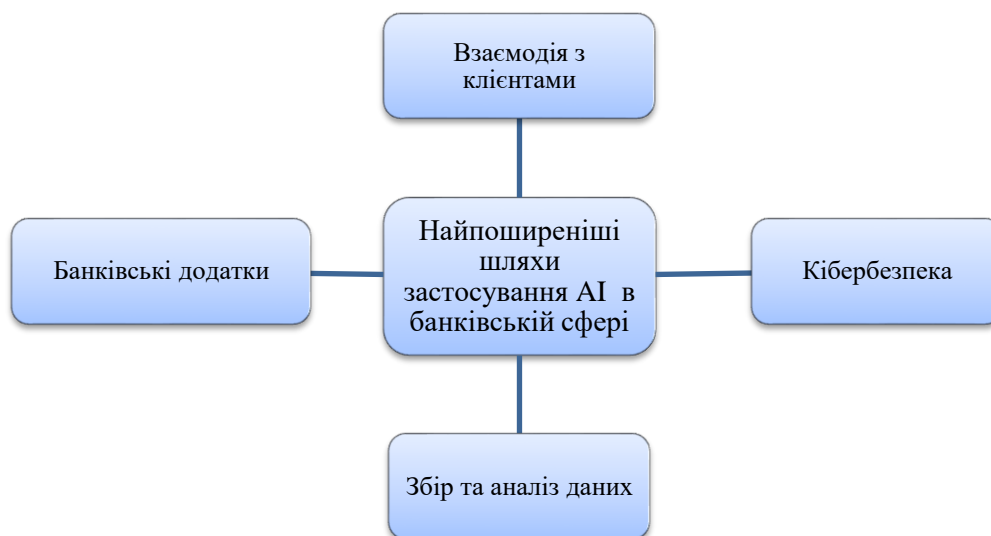 Взаємодія з
клієнтами
Банківські додатки
Найпоширеніші
шляхи
застосування AI в
банківській сфері
Кібербезпека
Збір та аналіз даних